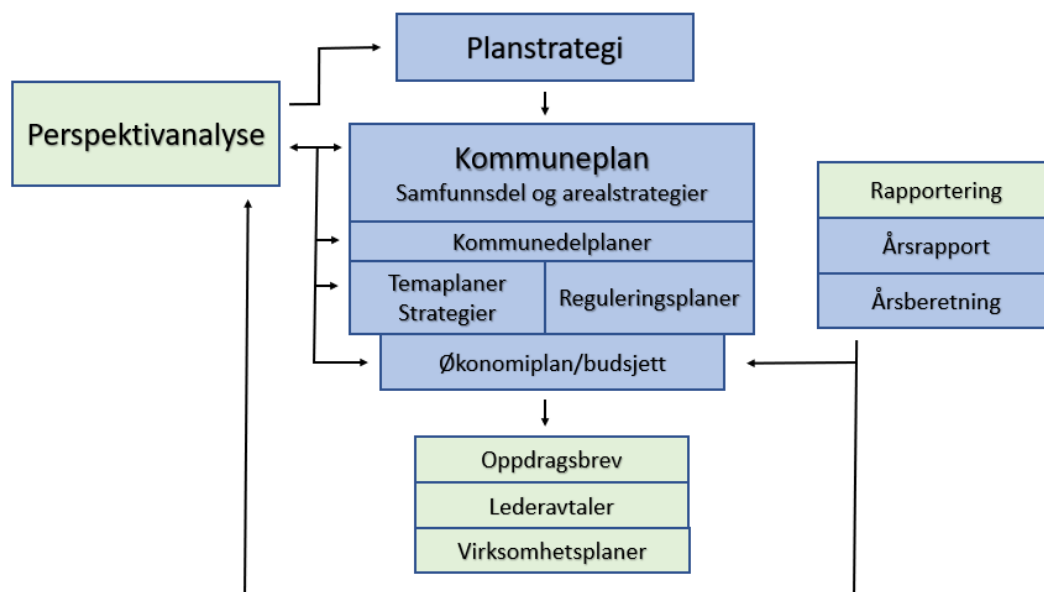 Planstrategi
Perspektivanalyse
Kommuneplan
Samfunnsdel og arealstrategier
Kommunedelplaner
Temaplaner
Strategier
Reguleringsplaner
Økonomiplan/budsjett
Rapportering
Årsrapport
Årsberetning
Oppdragsbrev
Lederavtaler
Virksomhetsplaner